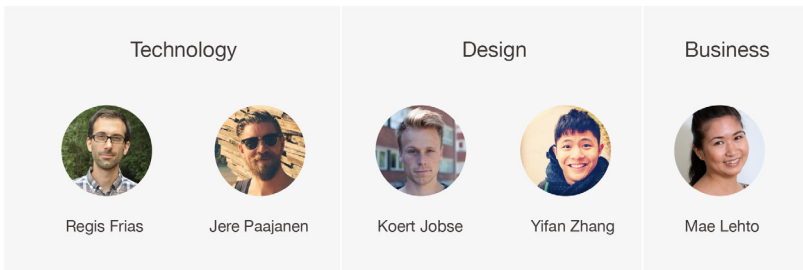 Technology
Regis Frias
Jere Paajanen
Design
Koert Jobse
Yifan Zhang
Business
Mae Lehto